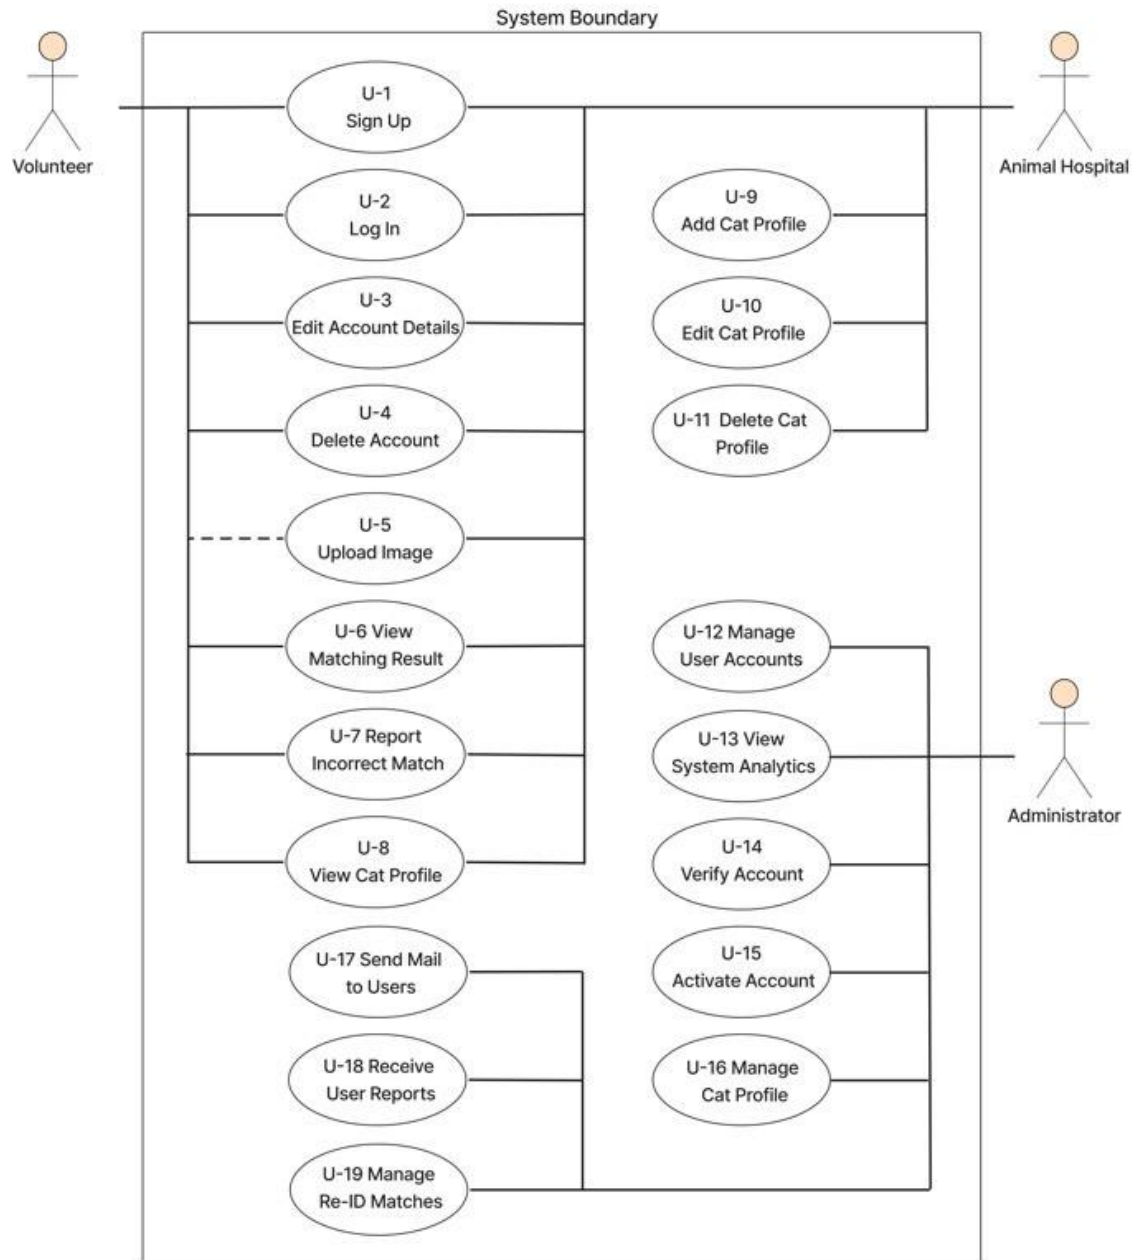 System Boundary
Volunteer
Animal Hospital
U-1
Sign Up
U-2
Log In
U-3
Edit Account Details
U-4
Delete Account
U-5
Upload Image
U-6 View
Matching Result
U-7 Report
Incorrect Match
U-8
View Cat Profile
U-17 Send Mail
to Users
U-18 Receive
User Reports
U-19 Manage
Re-ID Matches
U-9
Add Cat Profile
U-10
Edit Cat Profile
U-11 Delete Cat
Profile
U-12 Manage
User Accounts
U-13 View
System Analytics
U-14
Verify Account
U-15
Activate Account
U-16 Manage
Cat Profile
Administrator